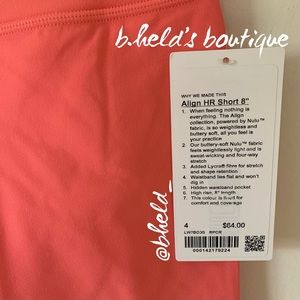 b.held's boutique
WHY WE MADE THIS
Align HR Short 8"
1. When feeling nothing is
everything. The Align
collection, powered by Nulu™
fabric, is so weightless and
buttery soft, all you feel is
your practice
2. Our buttery-soft Nulu™ fabric
feels weightlessly light and is
sweat-wicking and four-way
stretch
3. Added Lycra® fibre for stretch
and shape retention
4. Waistband lies flat and won't
dig in
5. Hidden waistband pocket
6. High rise, 8" length
7. This colour is lined for
comfort and coverage
4 $64.00
LW7BD3S RPCR
000142179224
@bheld_